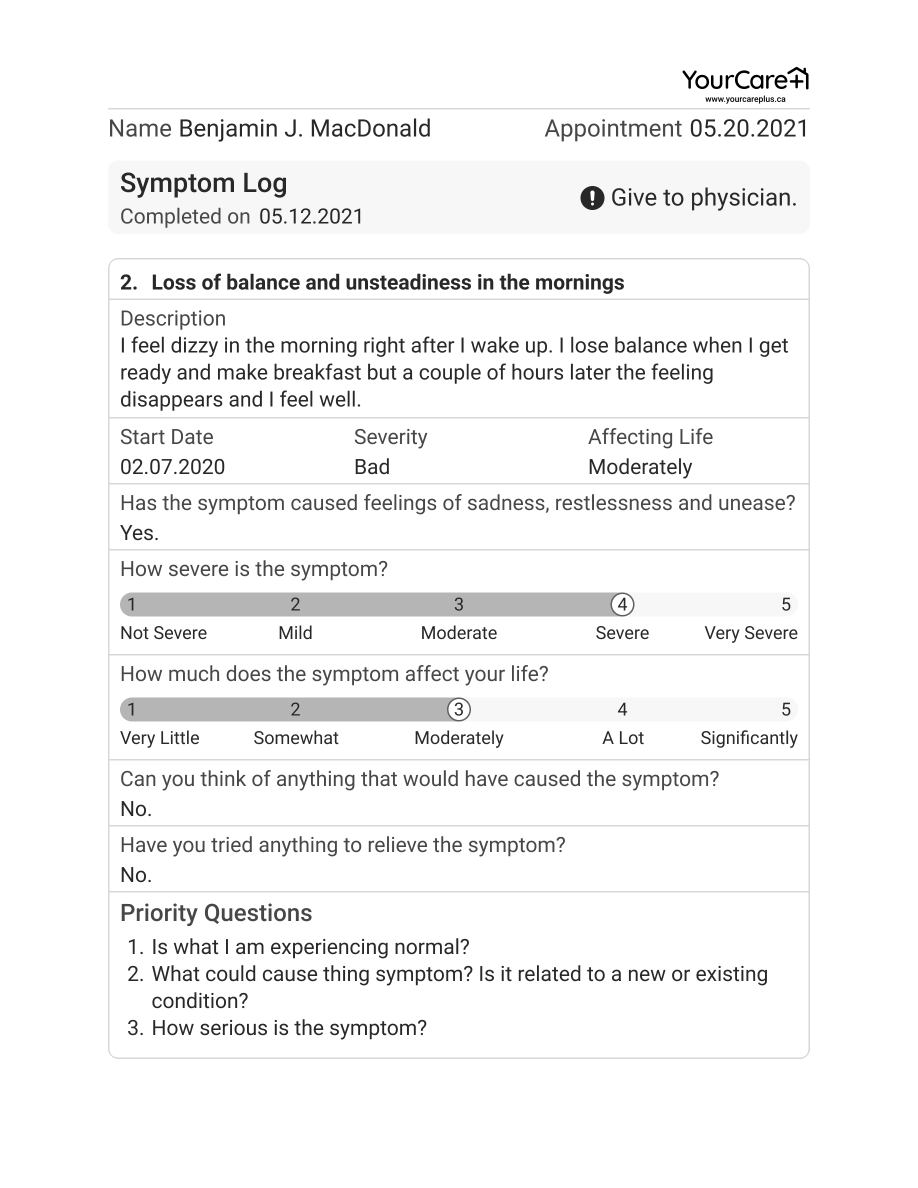 YourCare+
www.yourcareplus.ca
Name Benjamin J. MacDonald Appointment 05.20.2021
Symptom Log
Completed on 05.12.2021
! Give to physician.
2. Loss of balance and unsteadiness in the mornings
Description
I feel dizzy in the morning right after I wake up. I lose balance when I get
ready and make breakfast but a couple of hours later the feeling
disappears and I feel well.
Start Date Severity Affecting Life
02.07.2020 Bad Moderately
Has the symptom caused feelings of sadness, restlessness and unease?
Yes.
How severe is the symptom?
1 2 3 4 5
Not Severe Mild Moderate Severe Very Severe
How much does the symptom affect your life?
1 2 3 4 5
Very Little Somewhat Moderately A Lot Significantly
Can you think of anything that would have caused the symptom?
No.
Have you tried anything to relieve the symptom?
No.
Priority Questions
1. Is what I am experiencing normal?
2. What could cause thing symptom? Is it related to a new or existing
condition?
3. How serious is the symptom?